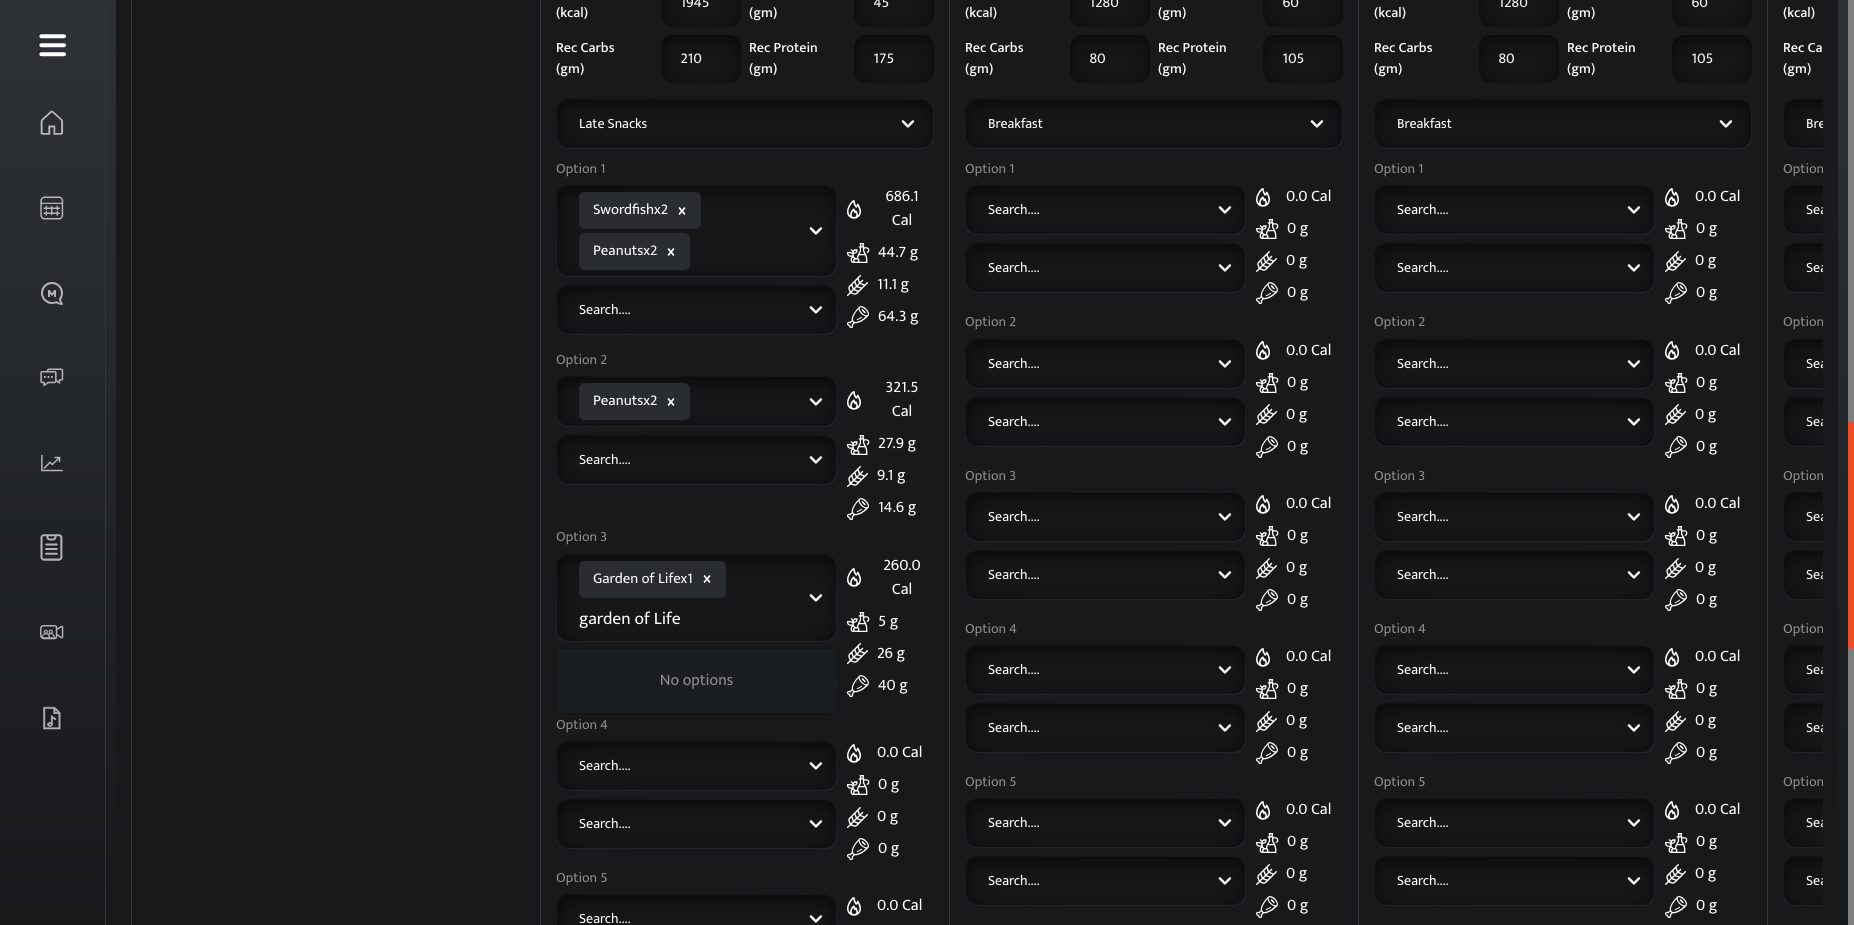 (kcal) 1945 (gm) 45
Rec Carbs (gm) 210 Rec Protein (gm) 175
Late Snacks
Option 1
Swordfishx2 x
Peanutsx2 x
Search....
686.1 Cal
44.7 g
11.1 g
64.3 g
Option 2
Peanutsx2 x
Search....
321.5 Cal
27.9 g
9.1 g
14.6 g
Option 3
Garden of Lifex1 x
garden of Life
No options
260.0 Cal
5 g
26 g
40 g
Option 4
Search....
Search....
0.0 Cal
0 g
0 g
0 g
Option 5
Search....
0.0 Cal
(kcal) 1280 (gm) 60
Rec Carbs (gm) 80 Rec Protein (gm) 105
Breakfast
Option 1
Search....
Search....
0.0 Cal
0 g
0 g
0 g
Option 2
Search....
Search....
0.0 Cal
0 g
0 g
0 g
Option 3
Search....
Search....
0.0 Cal
0 g
0 g
0 g
Option 4
Search....
Search....
0.0 Cal
0 g
0 g
0 g
Option 5
Search....
Search....
0.0 Cal
0 g
0 g
0 g
(kcal) 1280 (gm) 60
Rec Carbs (gm) 80 Rec Protein (gm) 105
Breakfast
Option 1
Search....
Search....
0.0 Cal
0 g
0 g
0 g
Option 2
Search....
Search....
0.0 Cal
0 g
0 g
0 g
Option 3
Search....
Search....
0.0 Cal
0 g
0 g
0 g
Option 4
Search....
Search....
0.0 Cal
0 g
0 g
0 g
Option 5
Search....
Search....
0.0 Cal
0 g
0 g
0 g
(kcal)
Rec Ca
(gm)
Bre
Option
Sea
Sea
Option
Sea
Sea
Option
Sea
Sea
Option
Sea
Sea
Option
Sea
Sea